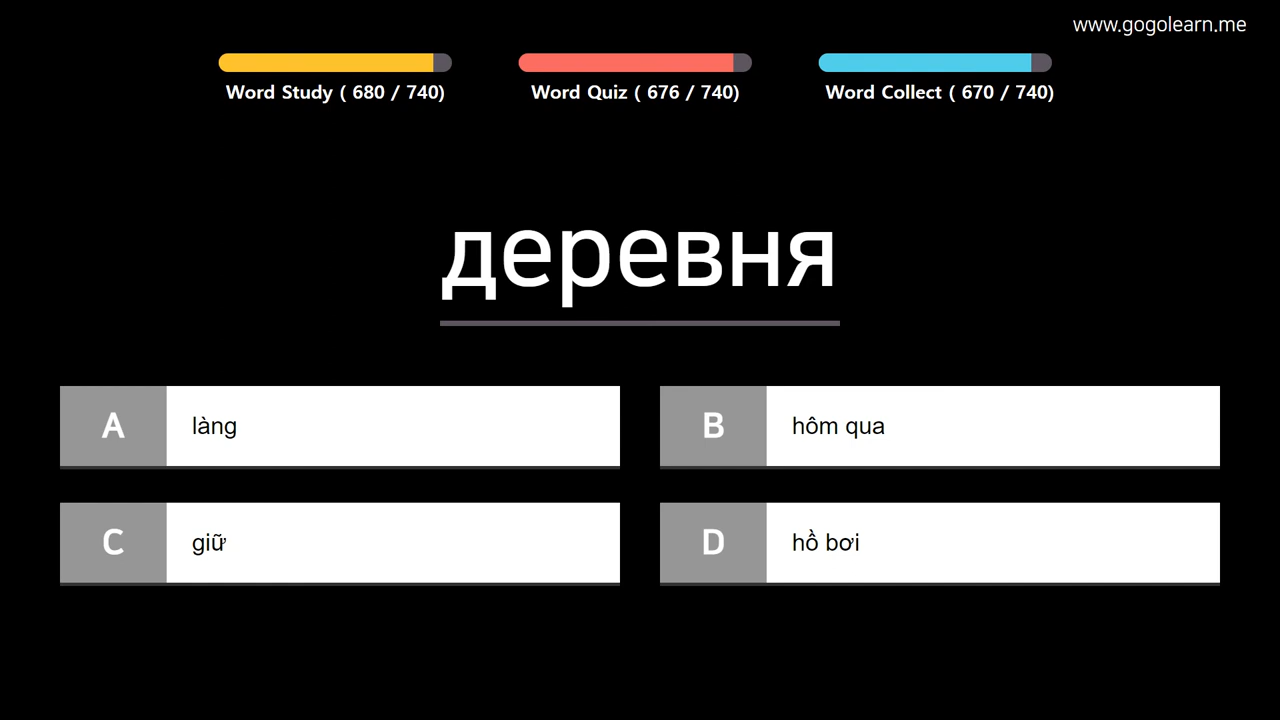 www.gogolearn.me
Word Study ( 680 / 740)
Word Quiz ( 676 / 740)
Word Collect ( 670 / 740)
деревня
A làng
B hôm qua
C giữ
D hồ bơi